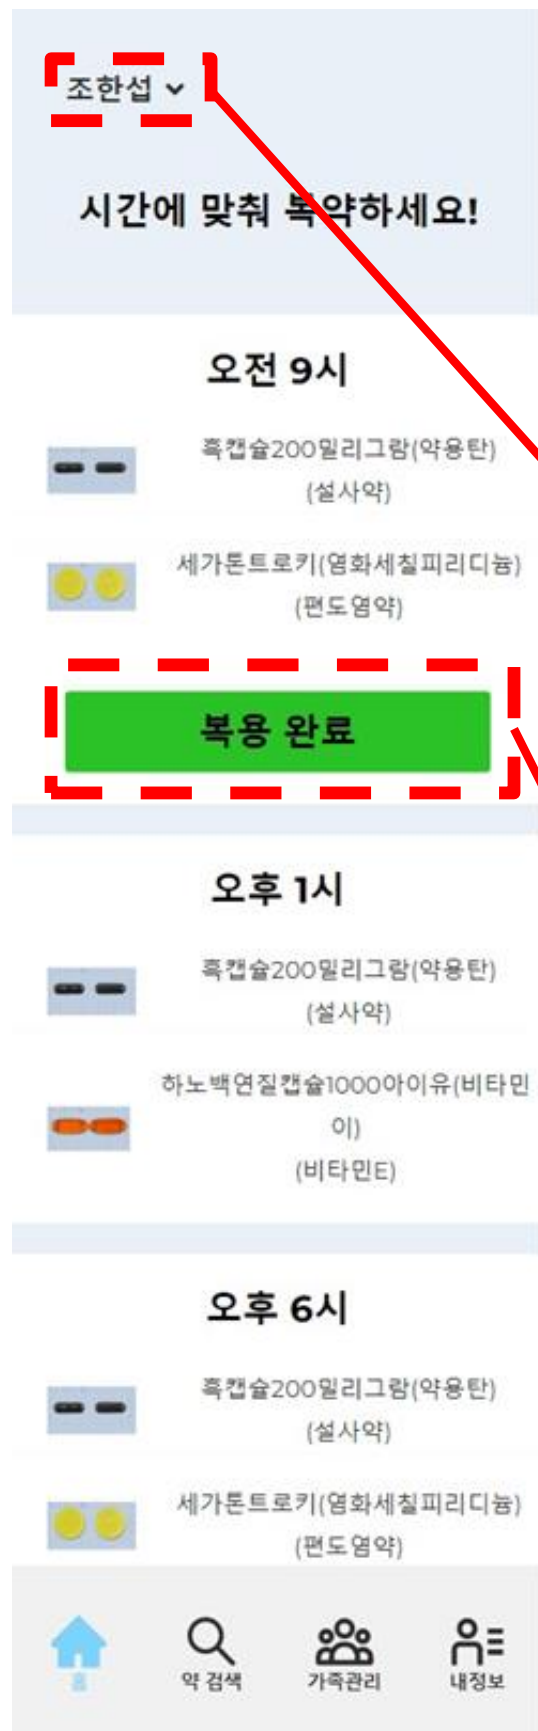 조한섭
시간에 맞춰 복약하세요!
오전 9시
흑캡슐200밀리그람(약용탄)
(설사약)
세가톤트로키(염화세칠피리디늄)
(편도염약)
복용 완료
오후 1시
흑캡슐200밀리그람(약용탄)
(설사약)
하노백연질캡슐1000아이유(비타민
이)
(비타민E)
오후 6시
흑캡슐200밀리그람(약용탄)
(설사약)
세가톤트로키(염화세칠피리디늄)
(편도염약)
홈 약 검색 가족관리 내정보